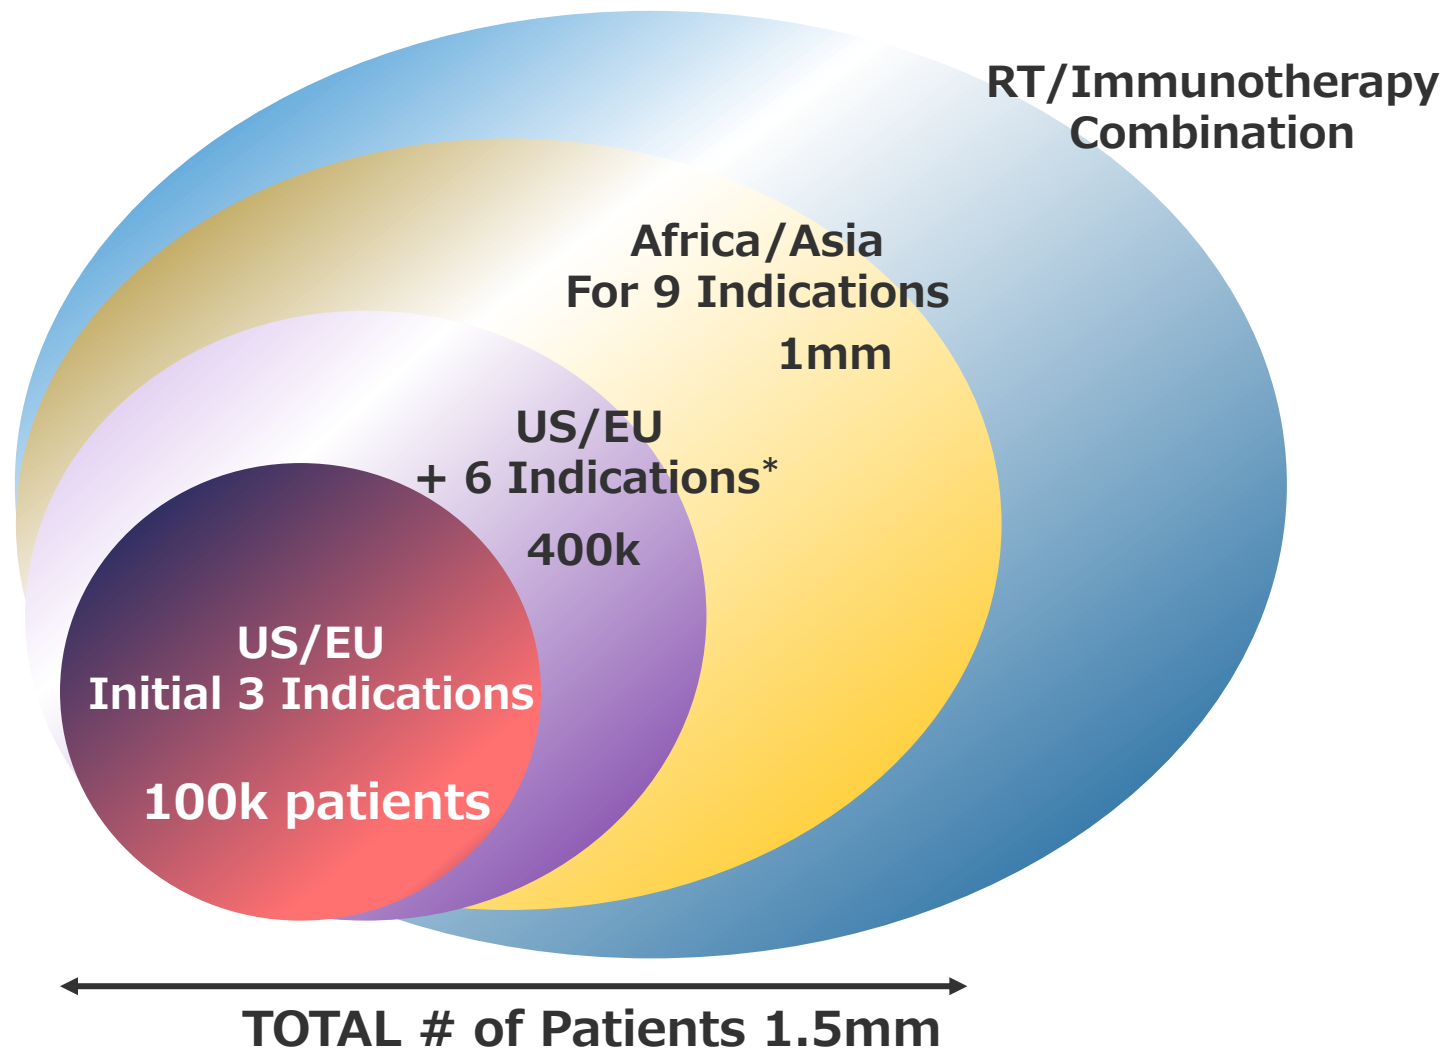 RT/Immunotherapy
Combination
Africa/Asia
For 9 Indications
1mm
US/EU
+ 6 Indications*
400k
US/EU
Initial 3 Indications
100k patients
TOTAL # of Patients 1.5mm